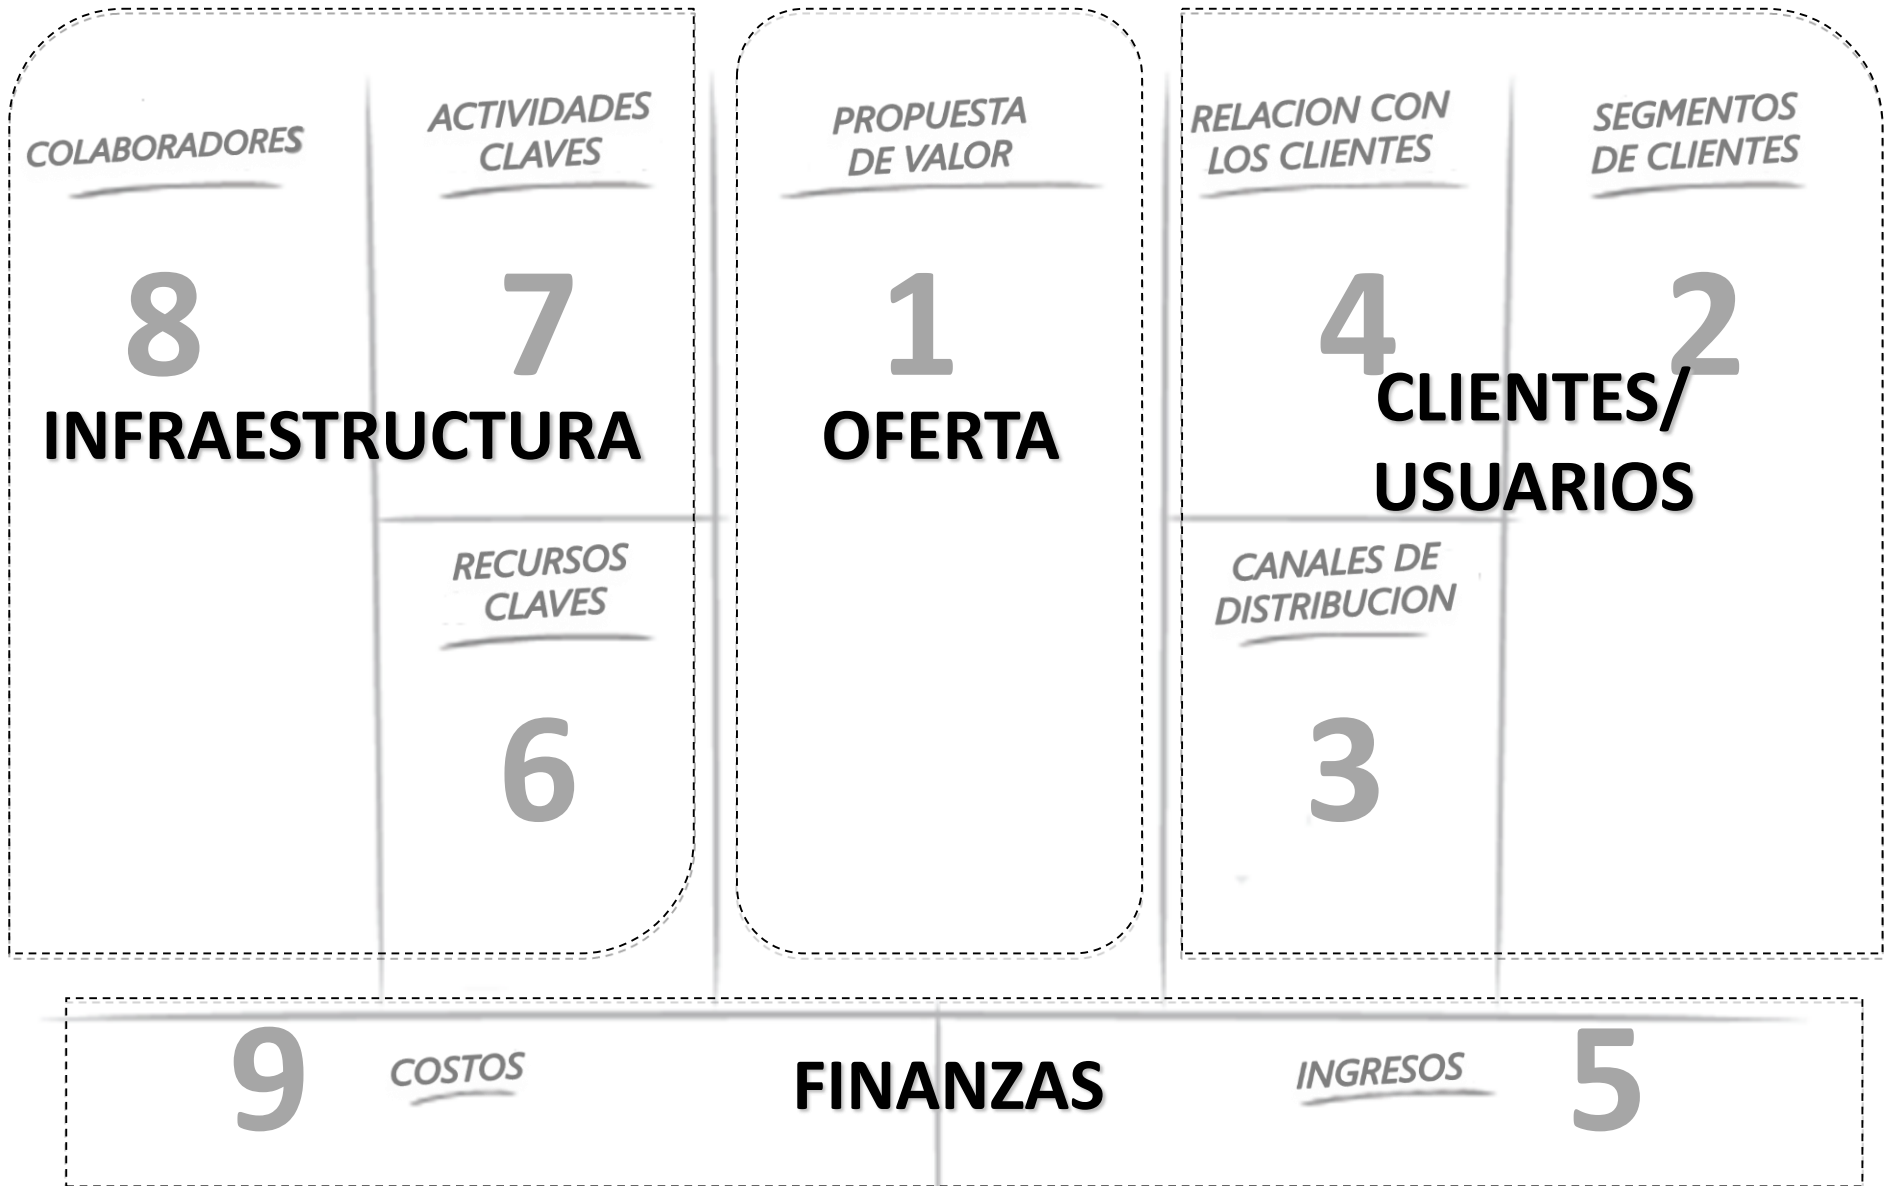 COLABORADORES
8
ACTIVIDADES
CLAVES
7
INFRAESTRUCTURA
RECURSOS
CLAVES
6
PROPUESTA
DE VALOR
1
OFERTA
RELACION CON
LOS CLIENTES
4
SEGMENTOS
DE CLIENTES
2
CLIENTES/
USUARIOS
CANALES DE
DISTRIBUCION
3
9
COSTOS
FINANZAS
INGRESOS
5